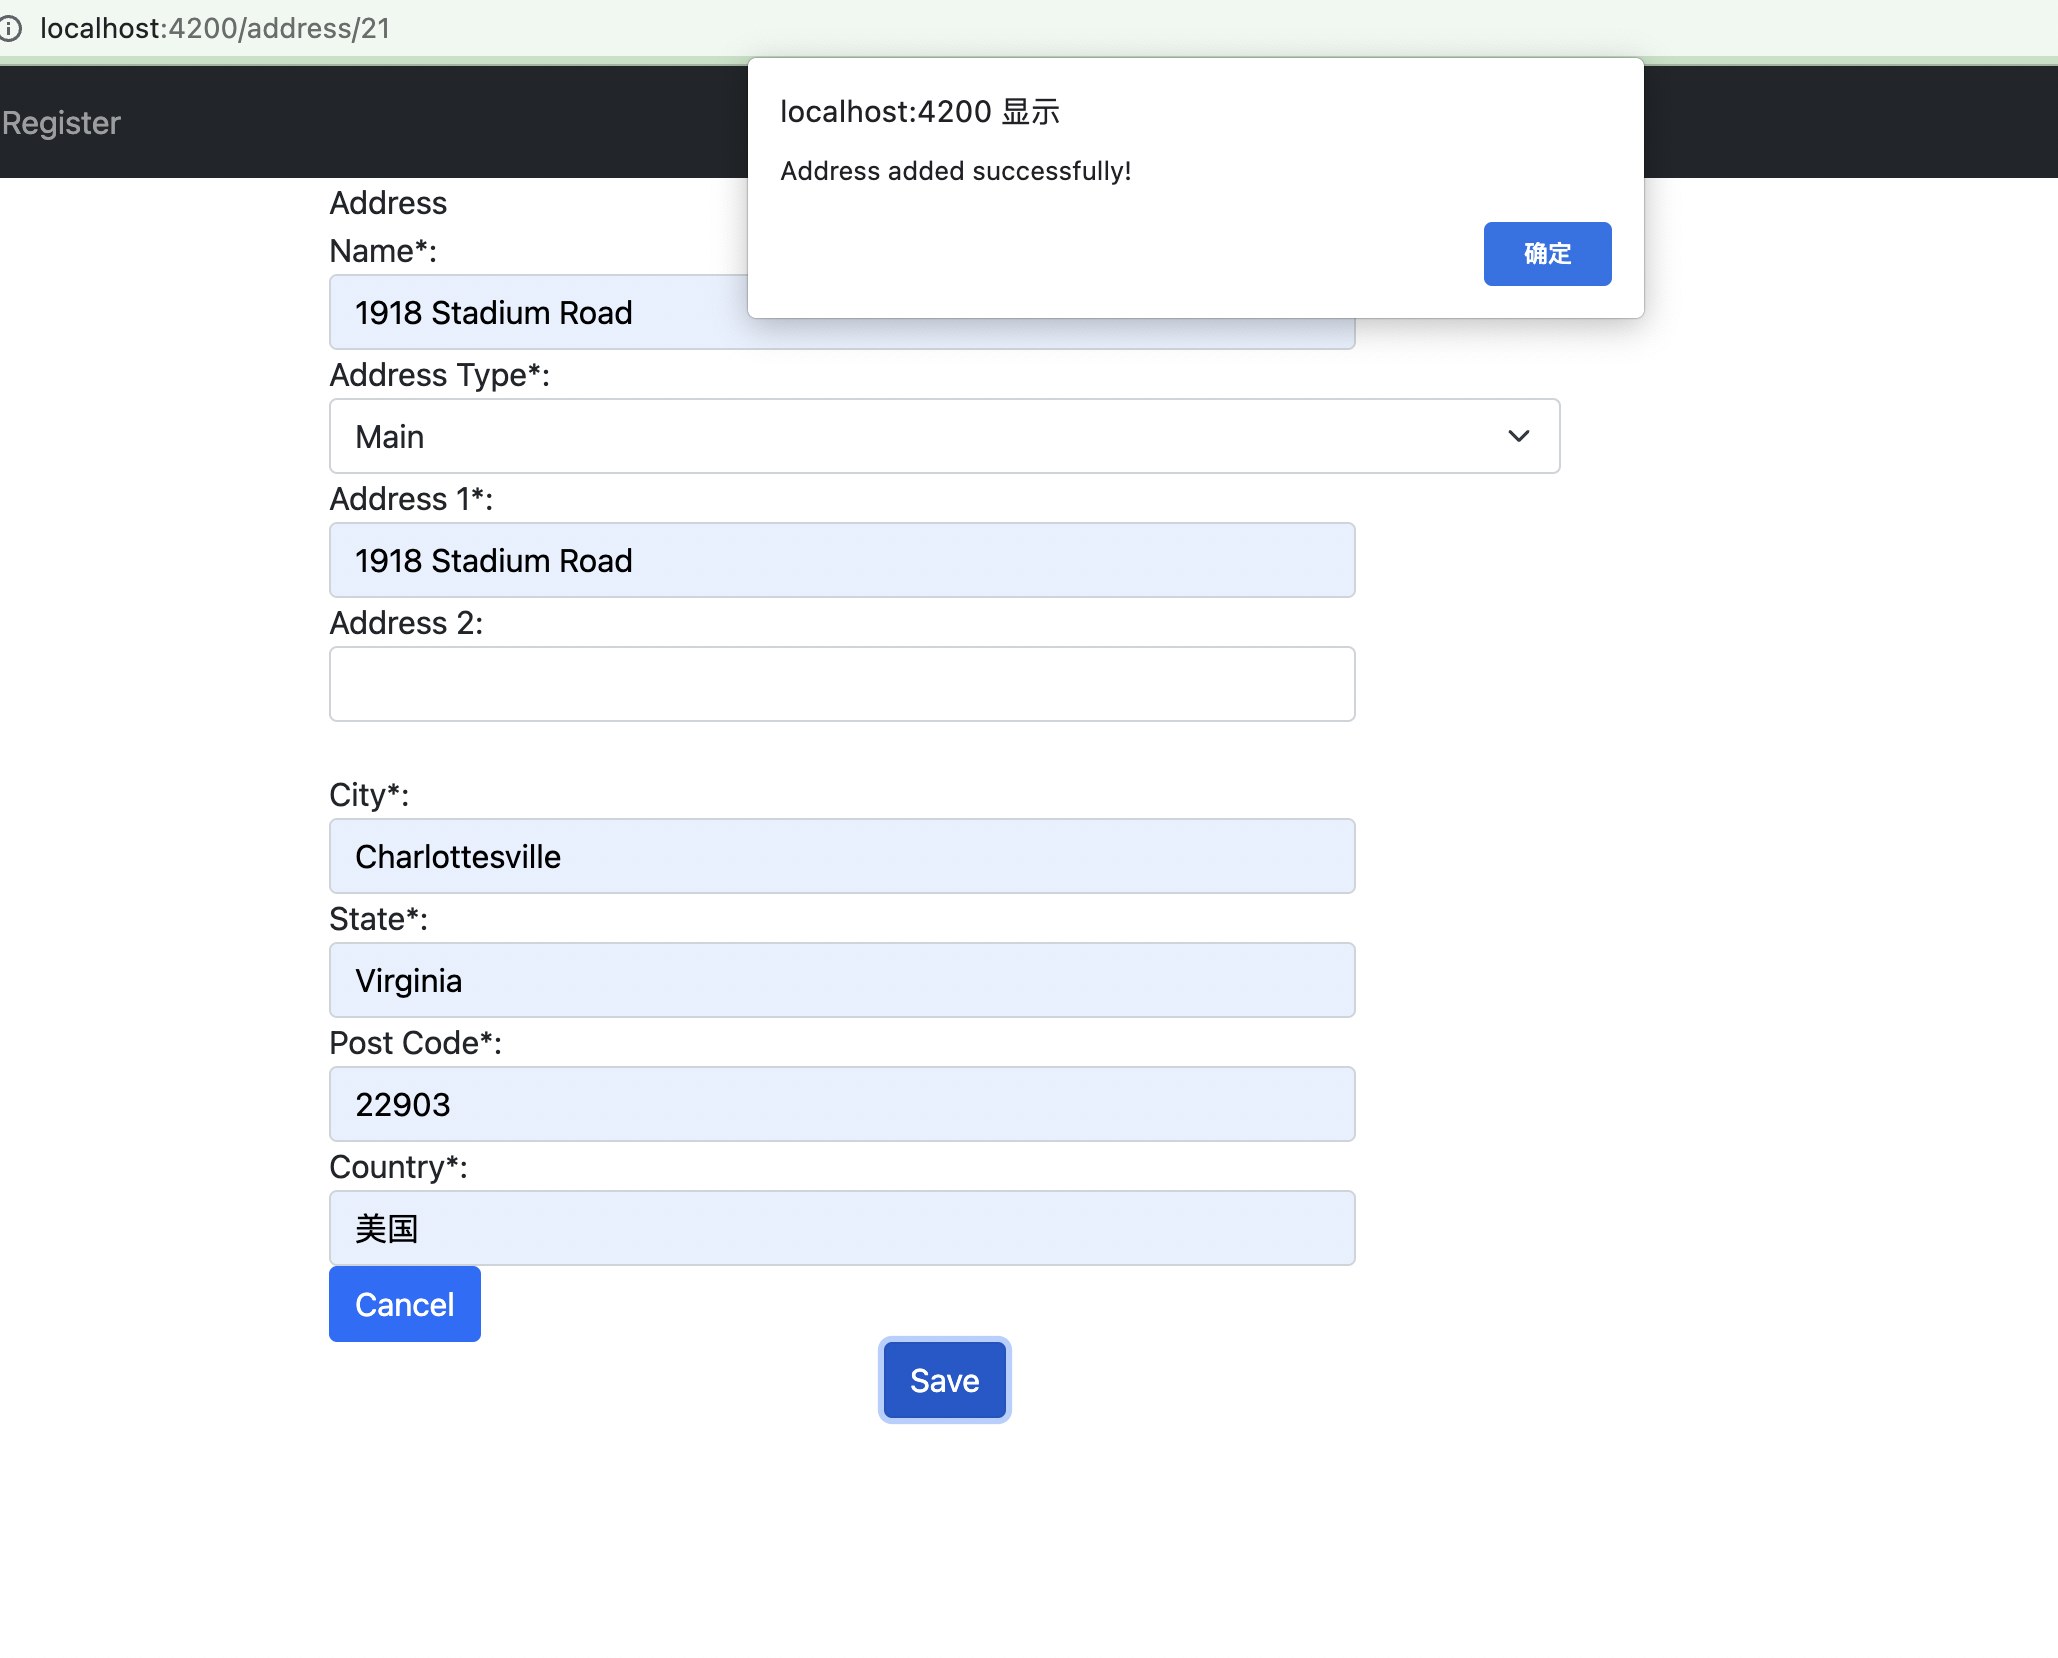 localhost:4200/address/21
Register
localhost:4200 显示
Address added successfully!
确定
Address
Name*:
1918 Stadium Road
Address Type*:
Main
Address 1*:
1918 Stadium Road
Address 2:
City*:
Charlottesville
State*:
Virginia
Post Code*:
22903
Country*:
美国
Cancel
Save